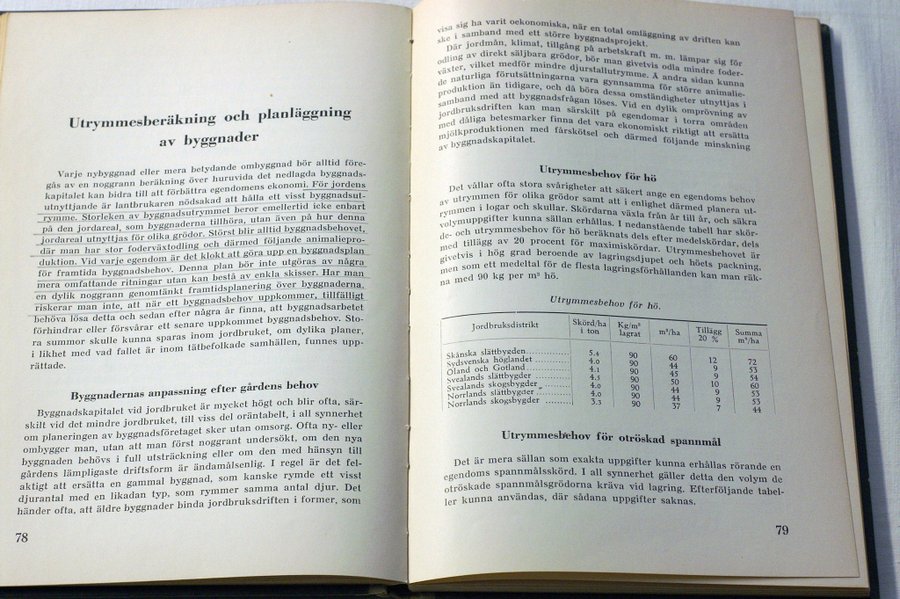 Utrymmesberäkning och planläggning
av byggnader
Varje nybyggnad eller mera betydande ombyggnad bör alltid före-
gås av en noggrann beräkning över huruvida det nedlagda byggnads-
kapitalet kan bidra till att förbättra egendomens ekonomi. För jordens
utnyttjande är lantbrukaren nödsakad att hålla ett visst byggnadsut-
rymme. Storleken av byggnadsutrymmet beror emellertid icke enbart
på den jordareal, som byggnaderna tillhöra, utan även på hur denna
jordareal utnyttjas för olika grödor. Störst blir alltid byggnadsbehovet,
där man har stor foderväxtodling och därmed följande animaliepro-
duktion. Vid varje egendom är det klokt att göra upp en byggnadsplan
för framtida byggnadsbehov. Denna plan bör inte utgöras av några
mera omfattande ritningar utan kan bestå av enkla skisser. Har man
en dylik noggrann genomtänkt framtidsplanering över byggnaderna,
riskerar man inte, att när ett byggnadsbehov uppkommer, tillfälligt
behöva lösa detta och sedan efter några år finna, att byggnadsarbetet
förhindrar eller försvårar ett senare uppkommet byggnadsbehov. Sto-
ra summor skulle kunna sparas inom jordbruket, om dylika planer,
i likhet med vad fallet är inom tätbefolkade samhällen, funnes upp-
rättade.
Byggnadernas anpassning efter gårdens behov
Byggnadskapitalet vid jordbruket är mycket högt och blir ofta, sär-
skilt vid det mindre jordbruket, till viss del oräntabelt, i all synnerhet
om planeringen av byggnadsföretaget sker utan omsorg. Ofta ny- eller
ombygger man, utan att man först noggrant undersökt, om den nya
byggnaden behövs i full utsträckning eller om den med hänsyn till
gårdens lämpligaste driftsform är ändamålsenlig. I regel är det fel-
aktigt att ersätta en gammal byggnad, som kanske rymde ett visst
djurantal med en likadan typ, som rymmer samma antal djur. Det
händer ofta, att äldre byggnader binda jordbruksdriften i former, som
78
visa sig ha varit oekonomiska, när en total omläggning av driften kan
ske i samband med ett större byggnadsprojekt.
Där jordmån, klimat, tillgång på arbetskraft m. m. lämpar sig för
odling av direkt säljbara grödor, bör man givetvis odla mindre foder-
växter, vilket medför mindre djurstallutrymme. Å andra sidan kunna
de naturliga förutsättningarna vara gynnsamma för större animalie-
produktion än tidigare, och då böra dessa omständigheter utnyttjas i
samband med att byggnadsfrågan löses. Vid en dylik omprövning av
jordbruksdriften kan man särskilt på egendomar i torra områden
med dåliga betesmarker finna det vara ekonomiskt riktigt att ersätta
mjölkproduktionen med fårskötsel och därmed följande minskning
av byggnadskapitalet.
Utrymmesbehov för hö
Det vållar ofta stora svårigheter att säkert ange en egendoms behov
av utrymmen för olika grödor samt att i enlighet därmed planera ut-
rymmen i logar och skullar. Skördarna växla från år till år, och säkra
volymuppgifter kunna sällan erhållas. I nedanstående tabell har skör-
de- och utrymmesbehov för hö beräknats dels efter medelskördar, dels
med tillägg av 20 procent för maximiskördar. Utrymmesbehovet är
givetvis i hög grad beroende av lagringsdjupet och höets packning,
men som ett medeltal för de flesta lagringsförhållanden kan man räk-
na med 90 kg per m³ hö.
Utrymmesbehov för hö.
Jordbruksdistrikt Skörd/ha i ton Kg/m³ lagrat m³/ha Tillägg 20 % Summa m³/ha
Skånska slättbygden 5.4 90 60 12 72
Sydsvenska höglandet 4.0 90 44 9 53
Öland och Gotland 4.1 90 45 9 54
Svealands slättbygder 4.5 90 50 10 60
Svealands skogsbygder 4.0 90 44 9 53
Norrlands slättbygder 4.0 90 44 9 53
Norrlands skogsbygder 3.3 90 37 7 44
Utrymmesbehov för otröskad spannmål
Det är mera sällan som exakta uppgifter kunna erhållas rörande en
egendoms spannmålsskörd. I all synnerhet gäller detta den volym de
otröskade spannmålsgrödorna kräva vid lagring. Efterföljande tabel-
ler kunna användas, där sådana uppgifter saknas.
79